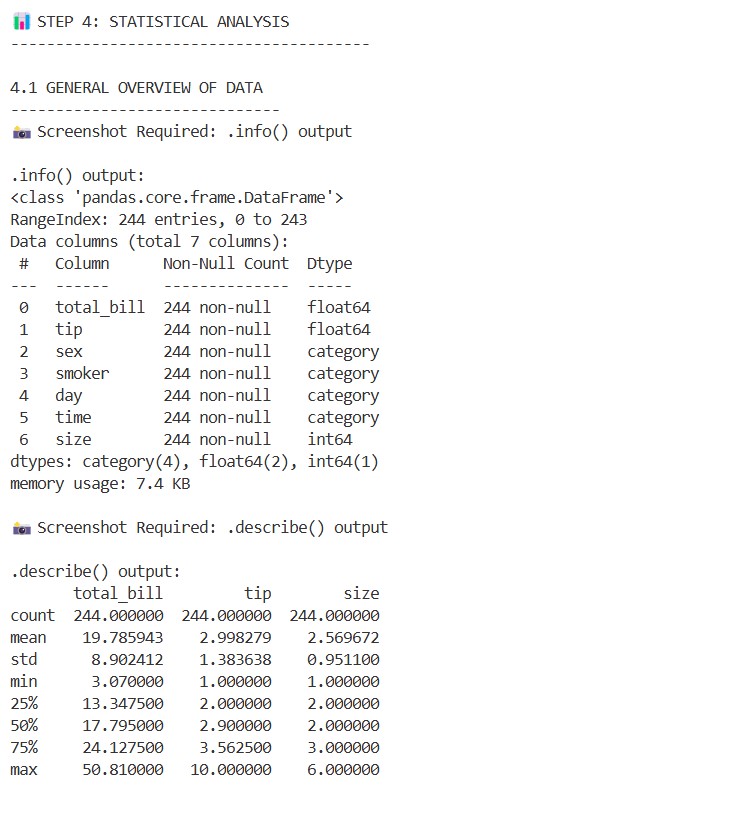 📊 STEP 4: STATISTICAL ANALYSIS
----------------------------------------
4.1 GENERAL OVERVIEW OF DATA
------------------------------
📸 Screenshot Required: .info() output
.info() output:
<class 'pandas.core.frame.DataFrame'>
RangeIndex: 244 entries, 0 to 243
Data columns (total 7 columns):
 #   Column      Non-Null Count  Dtype
---  ------      --------------  -----
 0   total_bill  244 non-null    float64
 1   tip         244 non-null    float64
 2   sex         244 non-null    category
 3   smoker      244 non-null    category
 4   day         244 non-null    category
 5   time        244 non-null    category
 6   size        244 non-null    int64
dtypes: category(4), float64(2), int64(1)
memory usage: 7.4 KB
📸 Screenshot Required: .describe() output
.describe() output:
       total_bill         tip        size
count  244.000000  244.000000  244.000000
mean    19.785943    2.998279    2.569672
std      8.902412    1.383638    0.951100
min      3.070000    1.000000    1.000000
25%     13.347500    2.000000    2.000000
50%     17.795000    2.900000    2.000000
75%     24.127500    3.562500    3.000000
max     50.810000   10.000000    6.000000